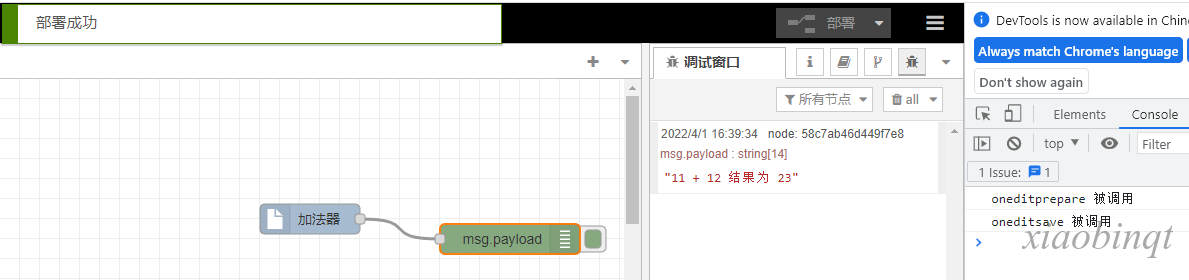 部署成功
部署
DevTools is now available in Chine
Always match Chrome's language
Don't show again
调试窗口
所有节点
all
Elements
Console
top
Filter
1 Issue: 1
2022/4/1 16:39:34 node: 58c7ab46d449f7e8
msg.payload : string[14]
"11 + 12 结果为 23"
oneditprepare 被调用
oneditsave 被调用
加法器
msg.payload
xiaobinqt